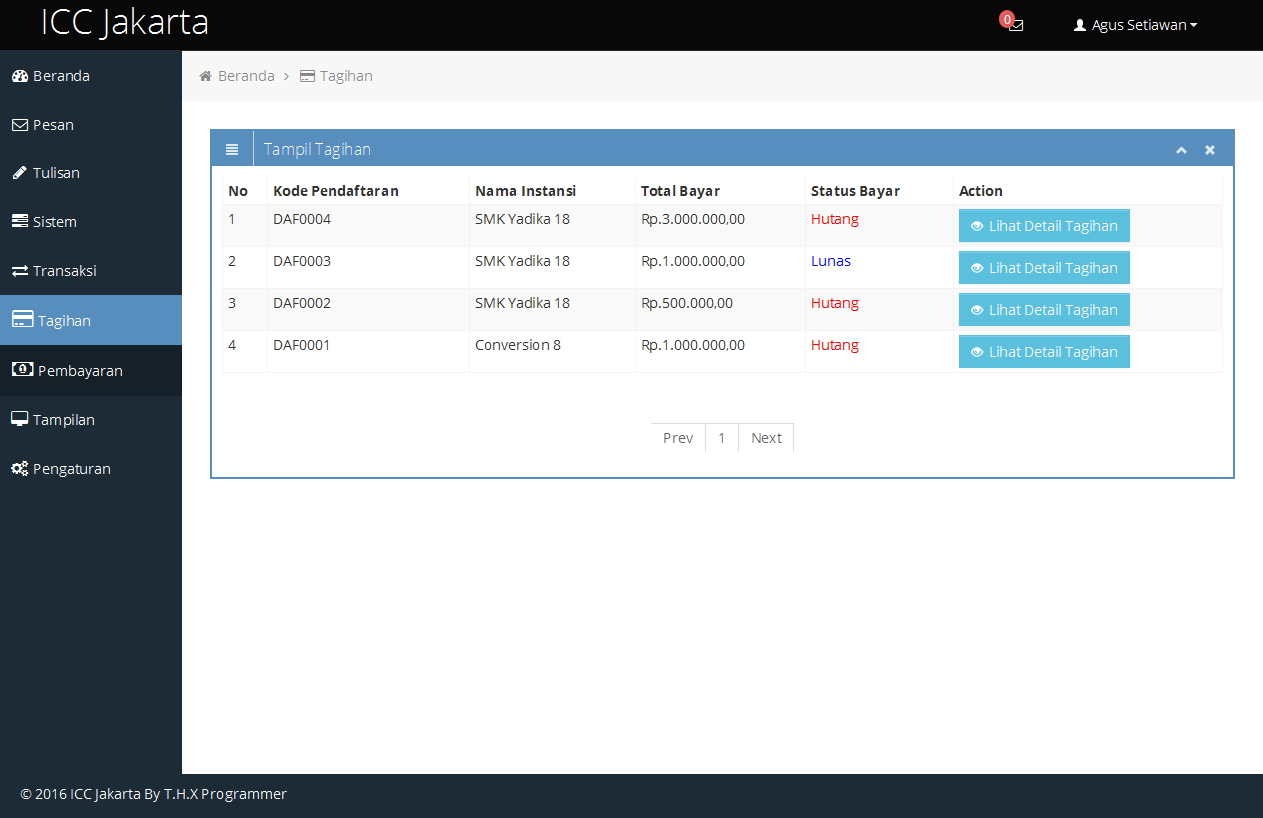 ICC Jakarta
0
Agus Setiawan
Beranda
Pesan
Tulisan
Sistem
Transaksi
Tagihan
Pembayaran
Tampilan
Pengaturan
Beranda > Tagihan
Tampil Tagihan
No Kode Pendaftaran Nama Instansi Total Bayar Status Bayar Action
1 DAF0004 SMK Yadika 18 Rp.3.000.000,00 Hutang Lihat Detail Tagihan
2 DAF0003 SMK Yadika 18 Rp.1.000.000,00 Lunas Lihat Detail Tagihan
3 DAF0002 SMK Yadika 18 Rp.500.000,00 Hutang Lihat Detail Tagihan
4 DAF0001 Conversion 8 Rp.1.000.000,00 Hutang Lihat Detail Tagihan
Prev 1 Next
© 2016 ICC Jakarta By T.H.X Programmer